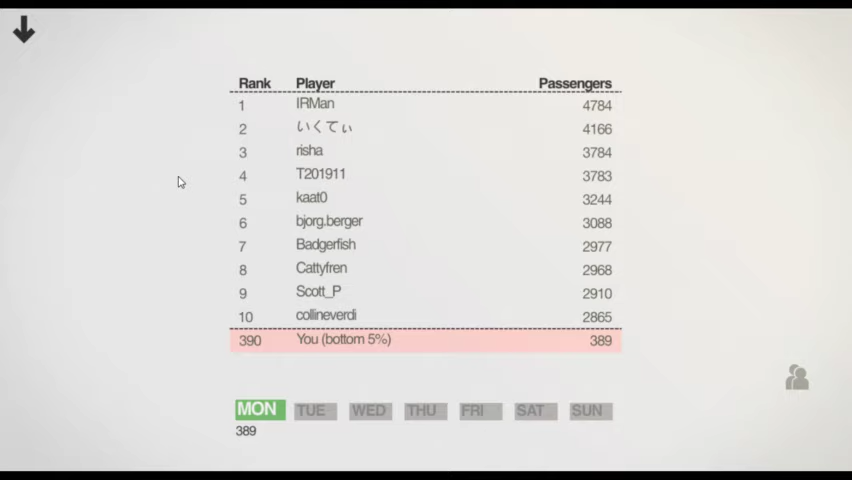 Rank Player Passengers
1 IRMan 4784
2 いくてぃ 4166
3 risha 3784
4 T201911 3783
5 kaat0 3244
6 bjorg.berger 3088
7 Badgerfish 2977
8 Cattyfren 2968
9 Scott_P 2910
10 collineverdi 2865
390 You (bottom 5%) 389
MON TUE WED THU FRI SAT SUN
389